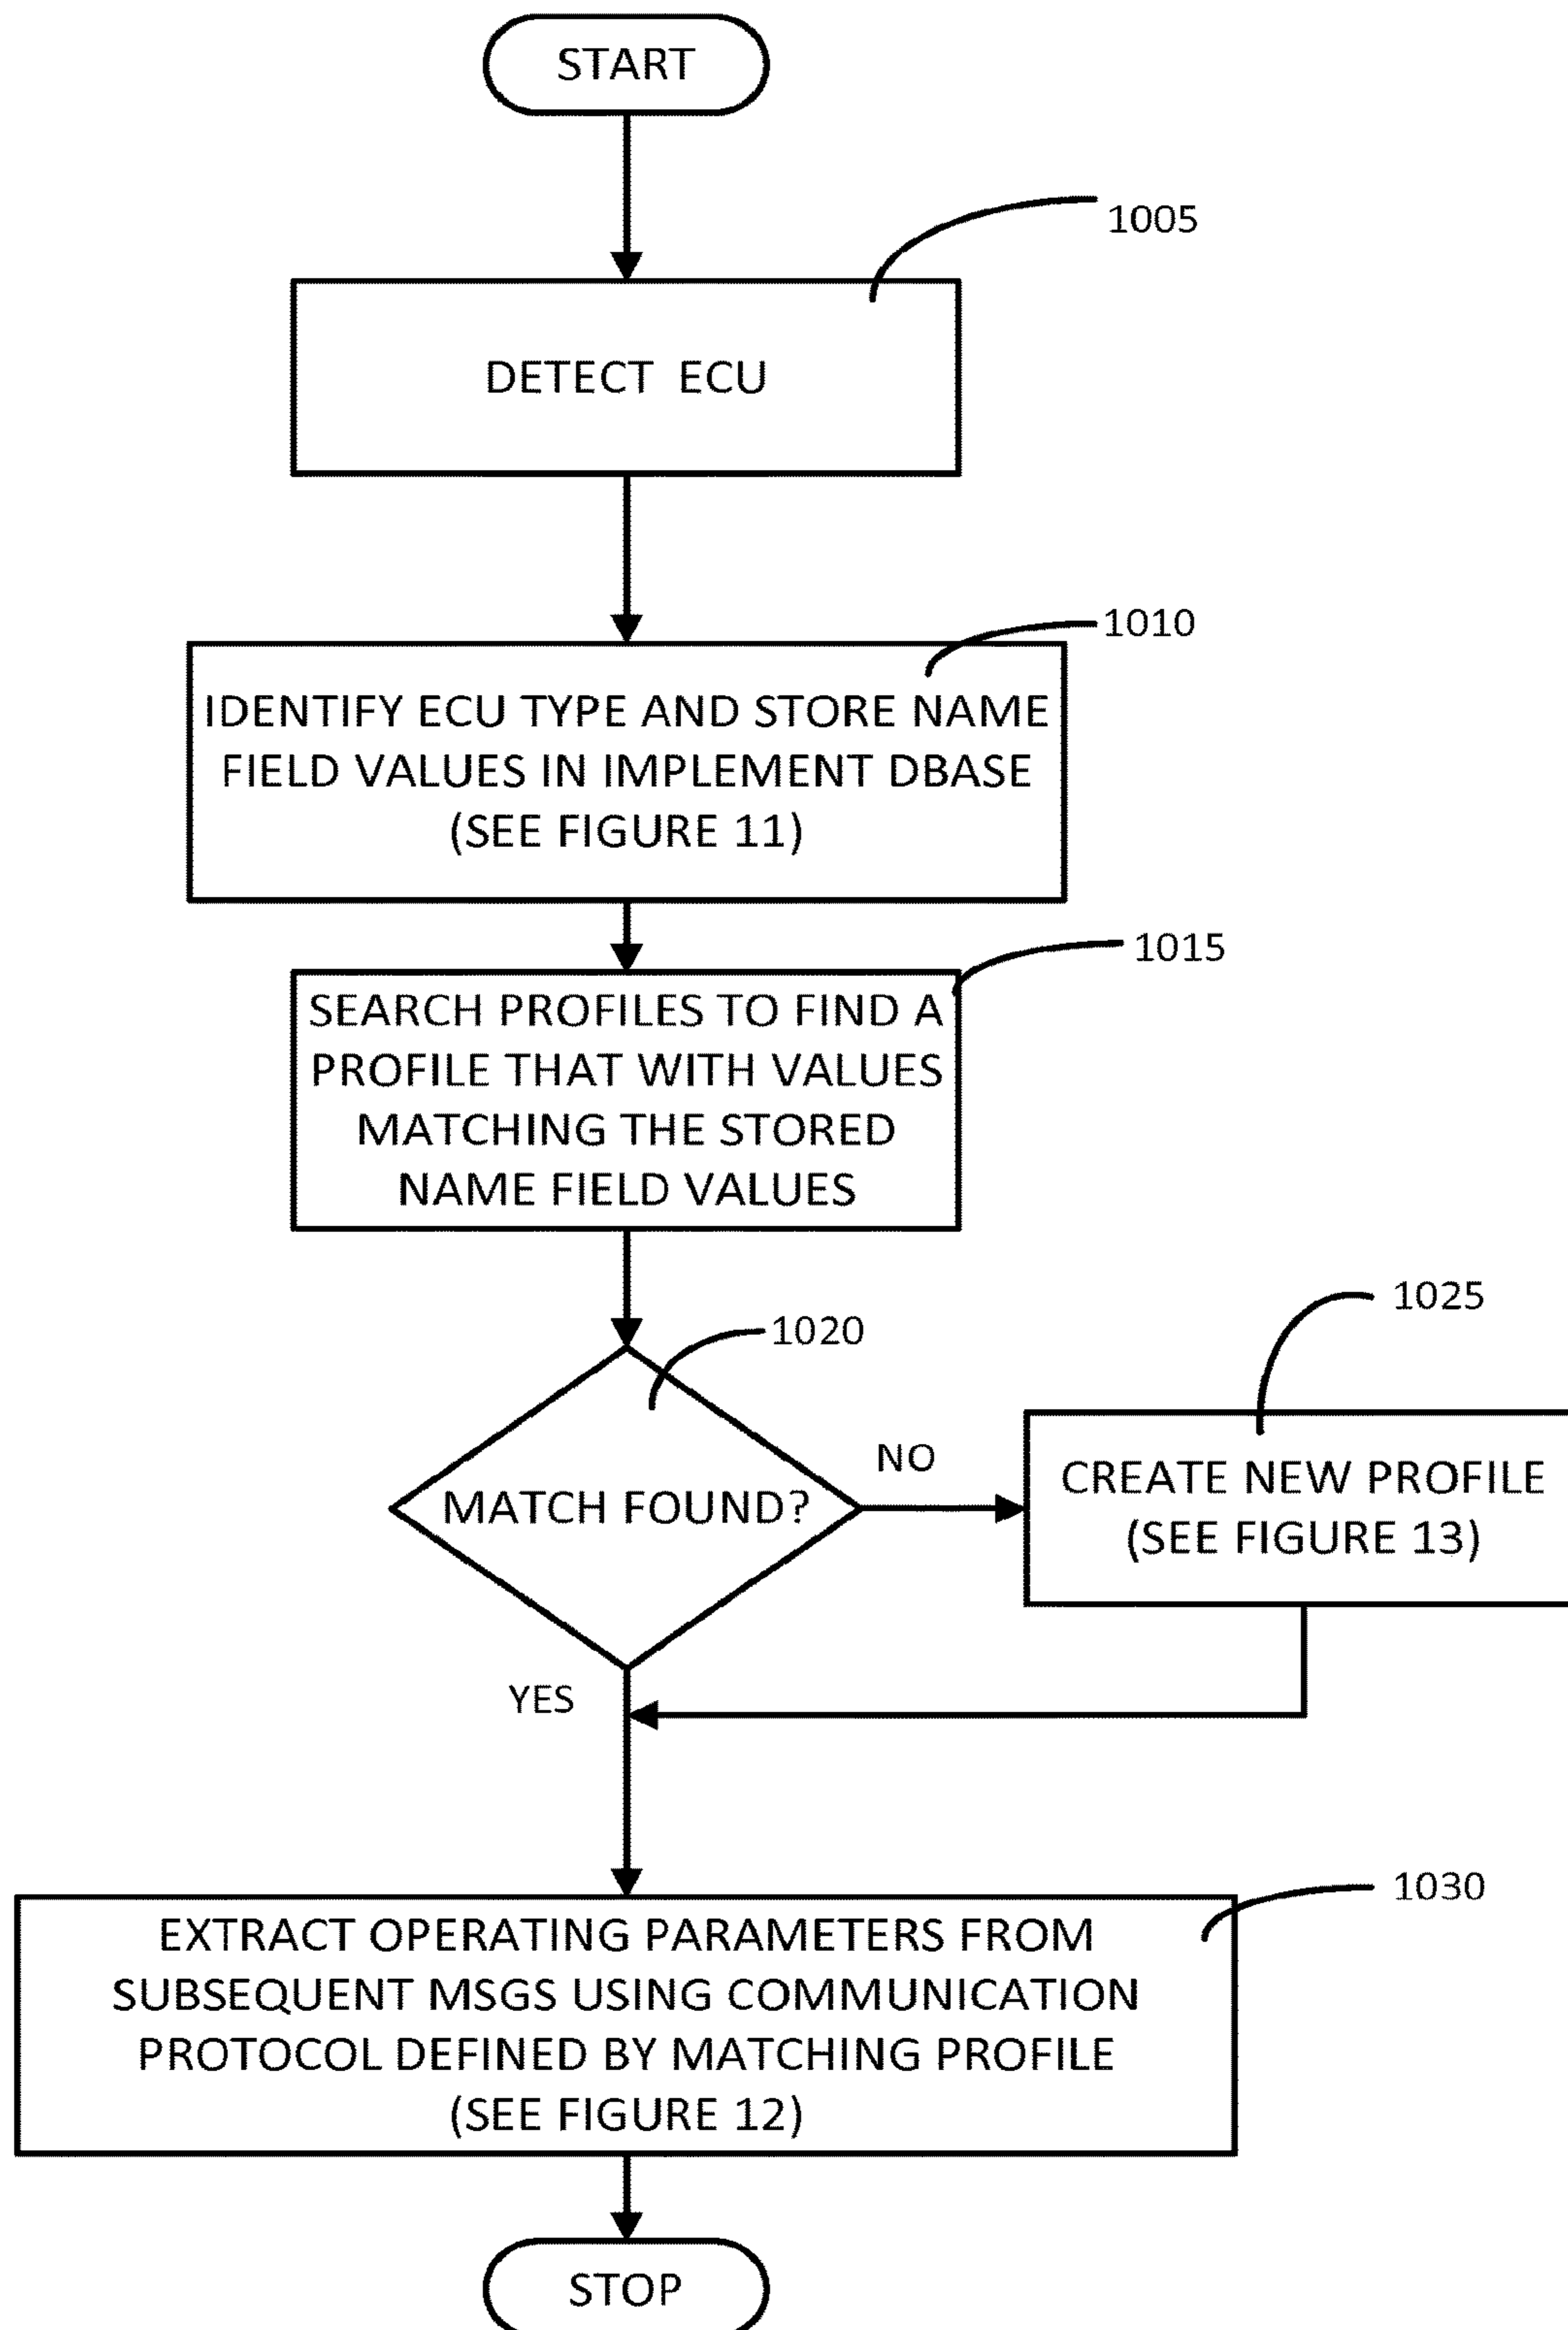 START
1005
DETECT ECU
1010
IDENTIFY ECU TYPE AND STORE NAME
FIELD VALUES IN IMPLEMENT DBASE
(SEE FIGURE 11)
1015
SEARCH PROFILES TO FIND A
PROFILE THAT WITH VALUES
MATCHING THE STORED
NAME FIELD VALUES
1020
1025
MATCH FOUND?
NO
CREATE NEW PROFILE
(SEE FIGURE 13)
YES
1030
EXTRACT OPERATING PARAMETERS FROM
SUBSEQUENT MSGS USING COMMUNICATION
PROTOCOL DEFINED BY MATCHING PROFILE
(SEE FIGURE 12)
STOP